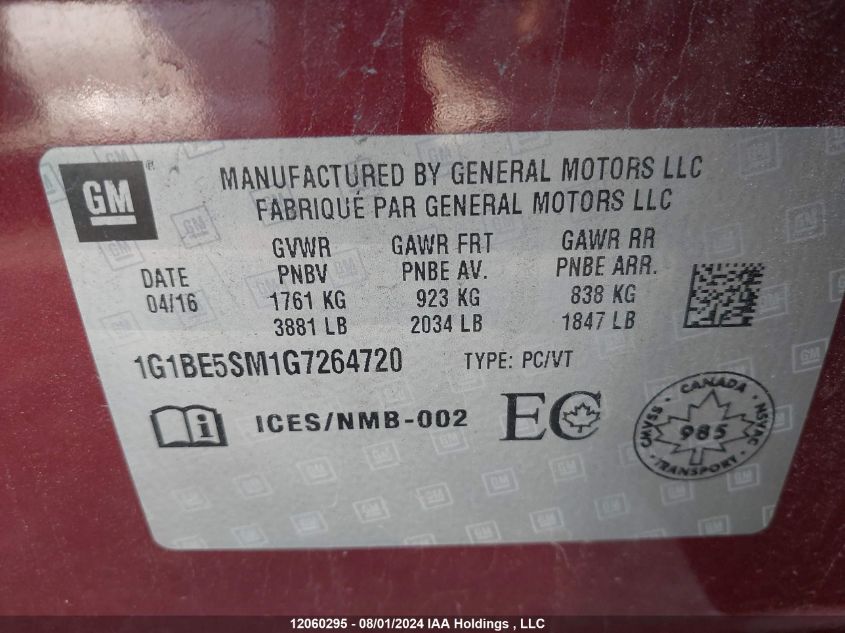 GM
MANUFACTURED BY GENERAL MOTORS LLC
FABRIQUÉ PAR GENERAL MOTORS LLC
DATE
04/16
GVWR
PNBV
1761 KG
3881 LB
GAWR FRT
PNBE AV.
923 KG
2034 LB
GAWR RR
PNBE ARR.
838 KG
1847 LB
1G1BE5SM1G7264720 TYPE: PC/VT
i ICES/NMB-002 EC
CANADA
CMVSS 985 NSVAC
TRANSPORT
12060295 - 08/01/2024 IAA Holdings , LLC